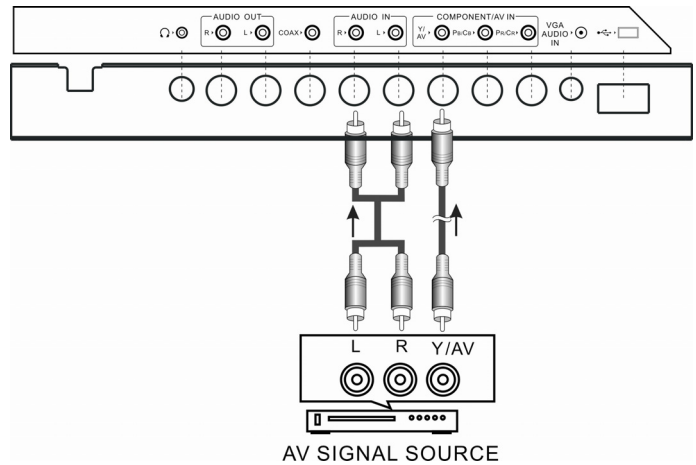 AUDIO OUT AUDIO IN COMPONENT/AV IN
R L COAX R L Y/AV PB/CB PR/CR VGA AUDIO IN
L R Y/AV
AV SIGNAL SOURCE